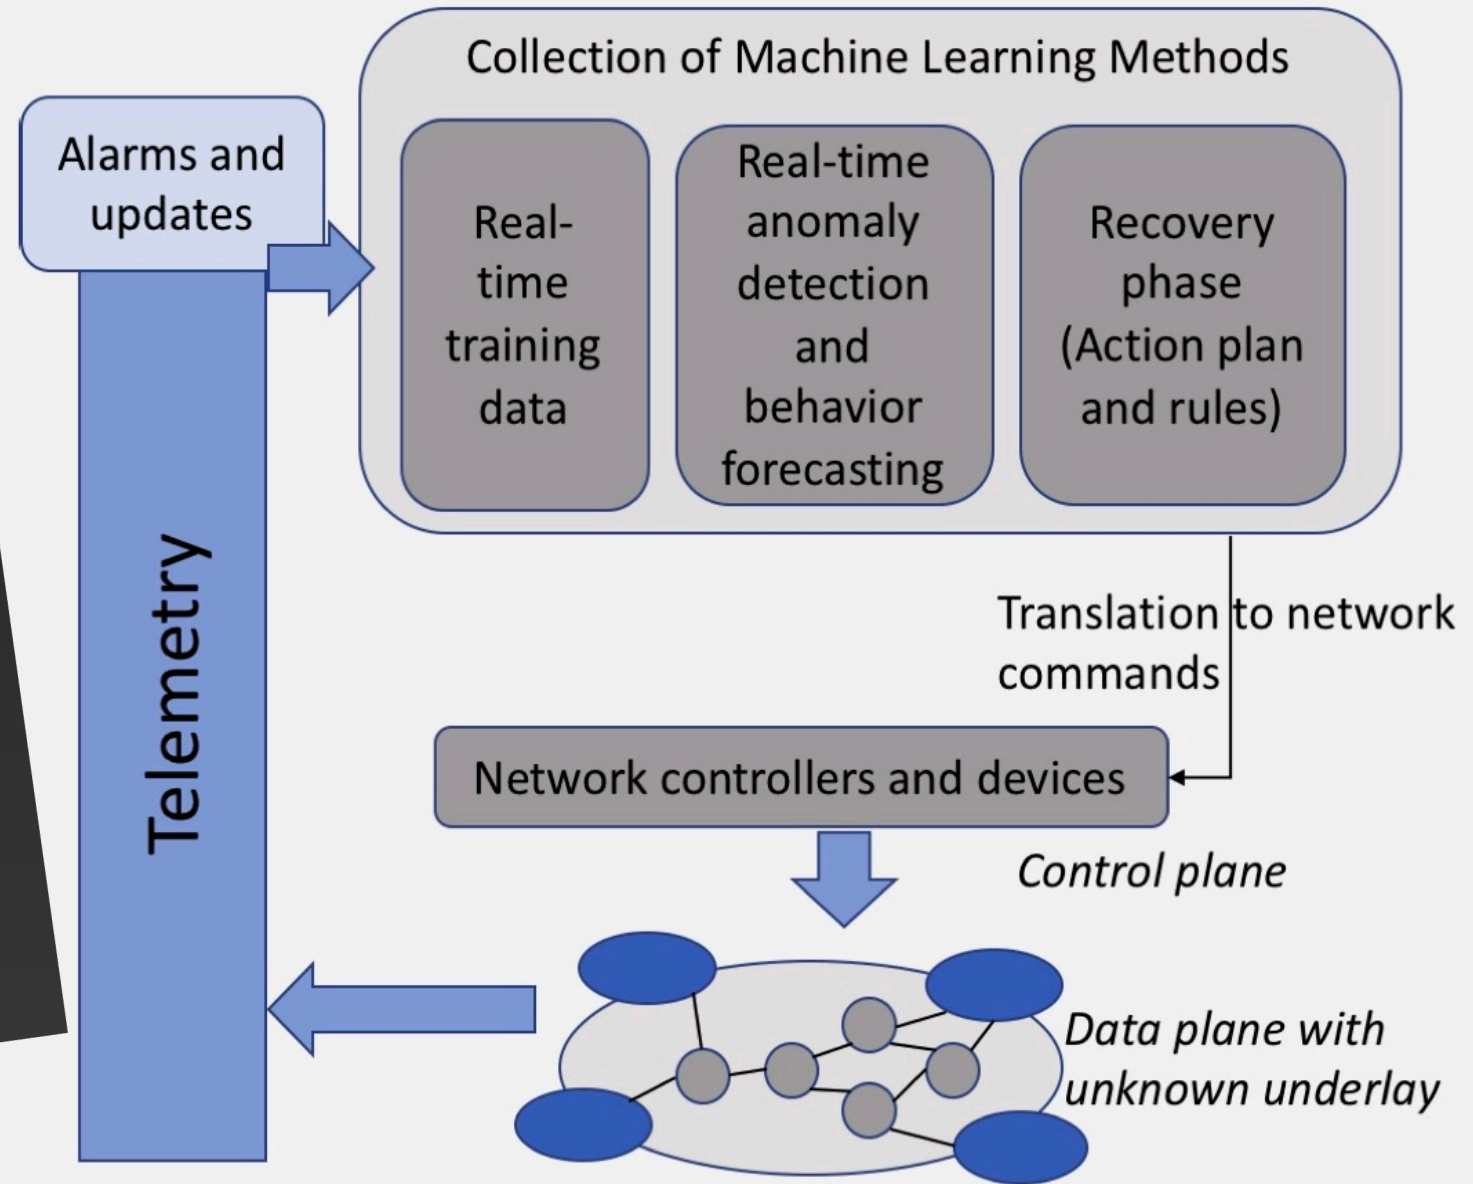 Collection of Machine Learning Methods
Alarms and
updates
Real-
time
training
data
Real-time
anomaly
detection
and
behavior
forecasting
Recovery
phase
(Action plan
and rules)
Telemetry
Translation to network
commands
Network controllers and devices
Control plane
Data plane with
unknown underlay